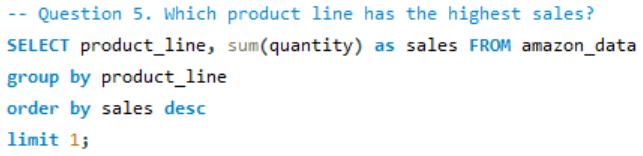 -- Question 5. Which product line has the highest sales?
SELECT product_line, sum(quantity) as sales FROM amazon_data
group by product_line
order by sales desc
limit 1;